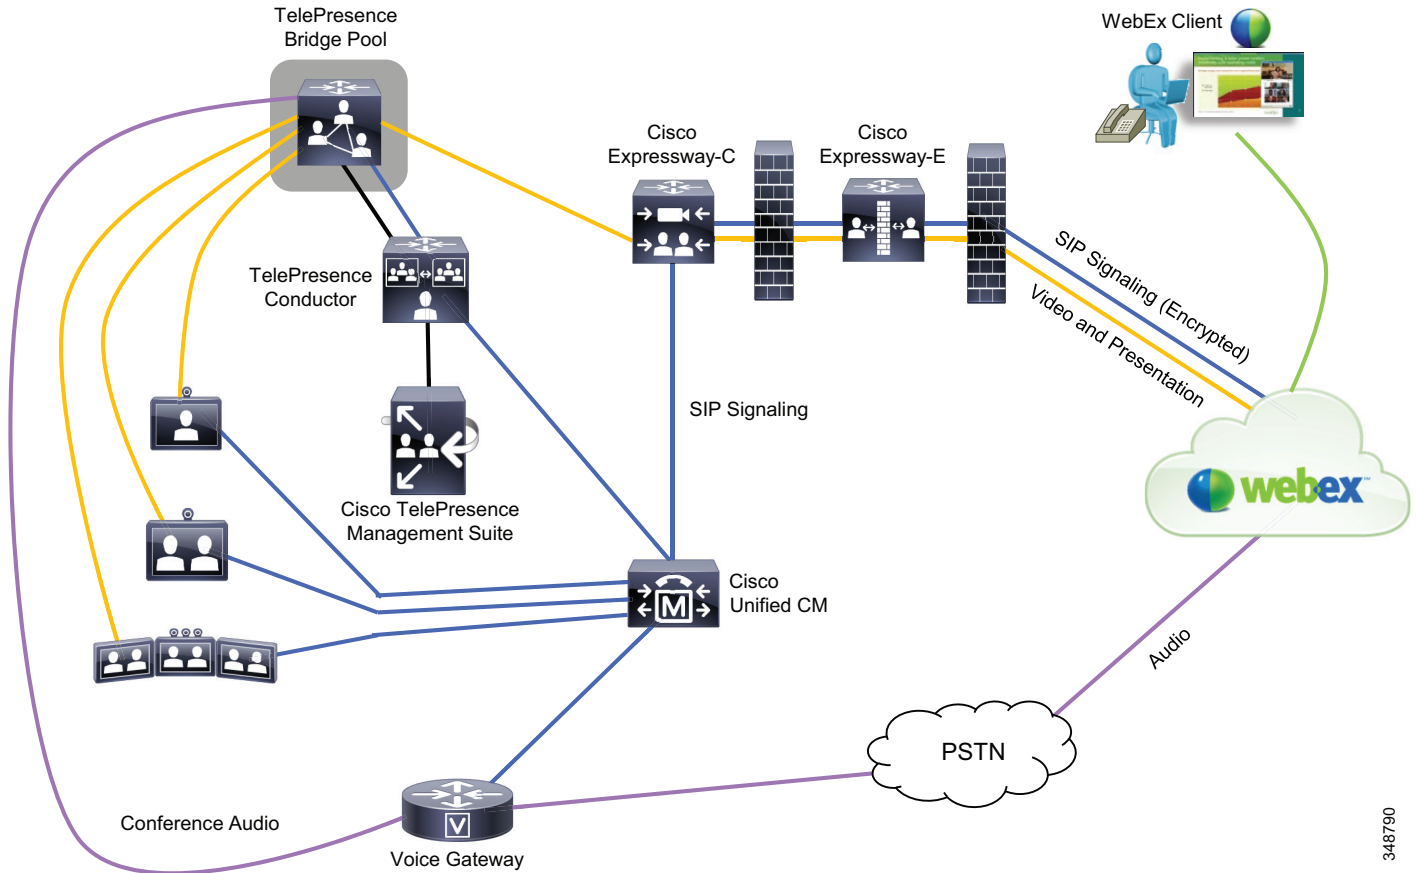 TelePresence
Bridge Pool
WebEx Client
Cisco
Expressway-C
Cisco
Expressway-E
TelePresence
Conductor
SIP Signaling (Encrypted)
Video and Presentation
SIP Signaling
webex™
Cisco TelePresence
Management Suite
M
Cisco
Unified CM
Audio
PSTN
V
Conference Audio
Voice Gateway
348790